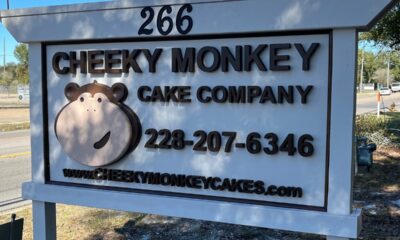 266
CHEEKY MONKEY
CAKE COMPANY
228-207-6346
www.CHEEKYMONKEYCAKES.com